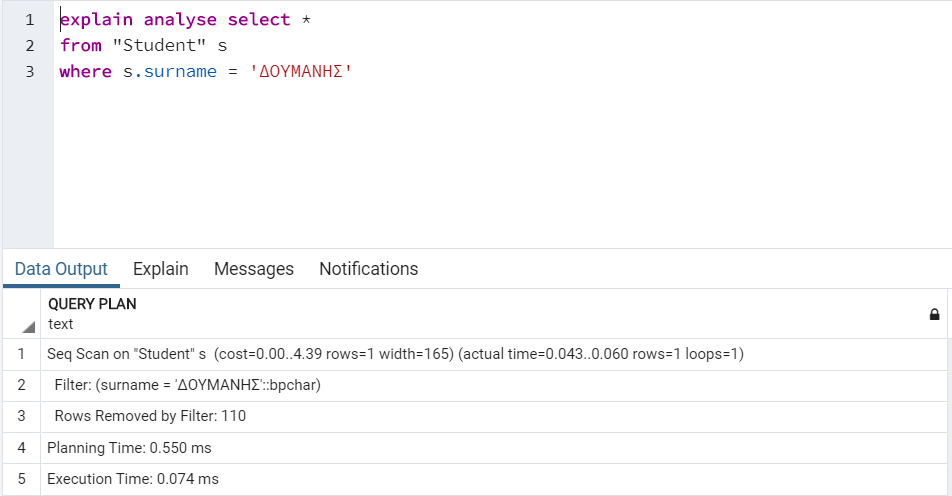 1 explain analyse select *
2 from "Student" s
3 where s.surname = 'ΔΟΥΜΑΝΗΣ'
Data Output Explain Messages Notifications
QUERY PLAN
text
1 Seq Scan on "Student" s (cost=0.00..4.39 rows=1 width=165) (actual time=0.043..0.060 rows=1 loops=1)
2 Filter: (surname = 'ΔΟΥΜΑΝΗΣ'::bpchar)
3 Rows Removed by Filter: 110
4 Planning Time: 0.550 ms
5 Execution Time: 0.074 ms